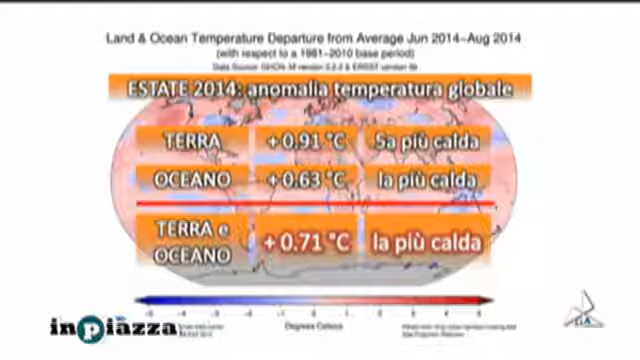 Land & Ocean Temperature Departure from Average Jun 2014–Aug 2014
(with respect to a 1981–2010 base period)
ESTATE 2014: anomalia temperatura globale
TERRA +0.91 °C 5a più calda
OCEANO +0.63 °C la più calda
TERRA e OCEANO +0.71 °C la più calda
Degrees Celsius
inpiazza